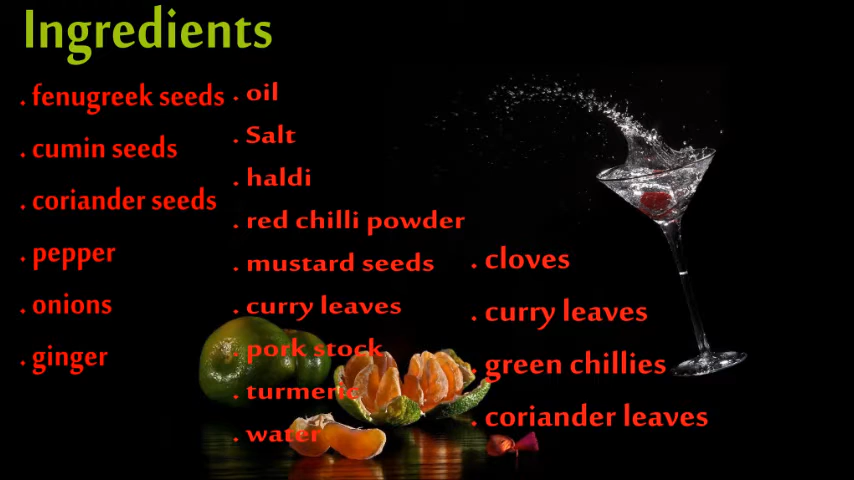 Ingredients
. fenugreek seeds
. cumin seeds
. coriander seeds
. pepper
. onions
. ginger
. oil
. Salt
. haldi
. red chilli powder
. mustard seeds
. curry leaves
. pork stock
. turmeric
. water
. cloves
. curry leaves
. green chillies
. coriander leaves